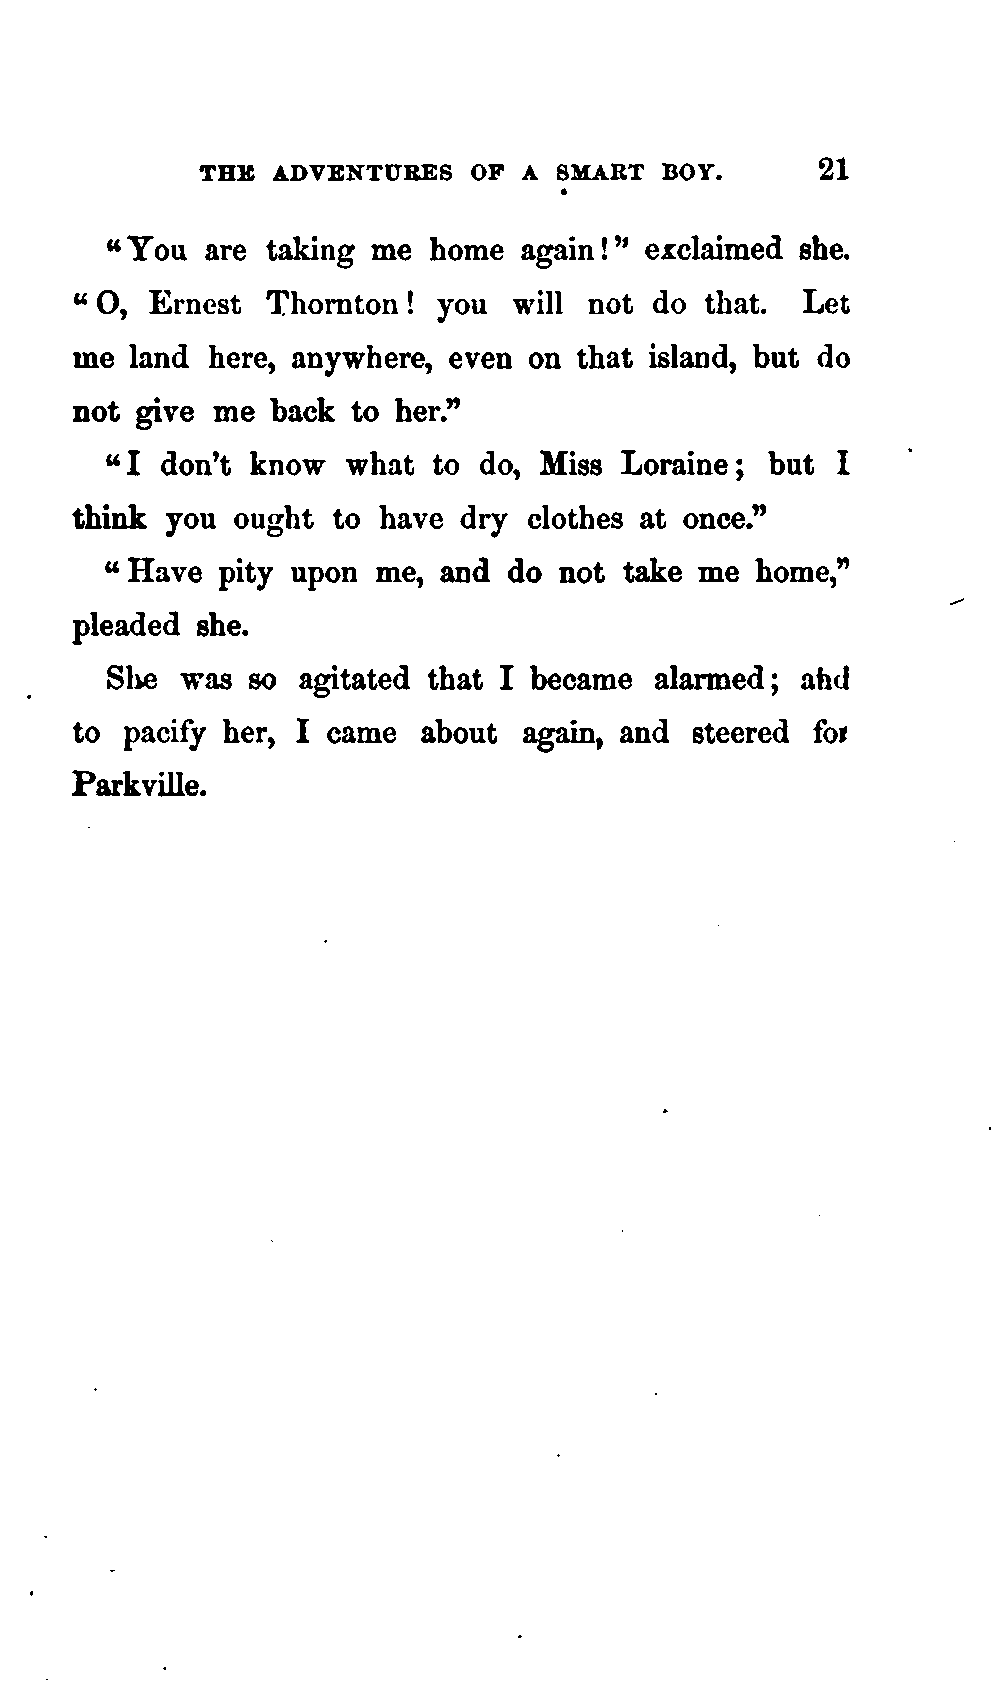 THE ADVENTURES OF A SMART BOY. 21
"You are taking me home again!" exclaimed she.
"O, Ernest Thornton! you will not do that. Let
me land here, anywhere, even on that island, but do
not give me back to her."
"I don't know what to do, Miss Loraine; but I
think you ought to have dry clothes at once."
"Have pity upon me, and do not take me home,"
pleaded she.
She was so agitated that I became alarmed; and
to pacify her, I came about again, and steered for
Parkville.